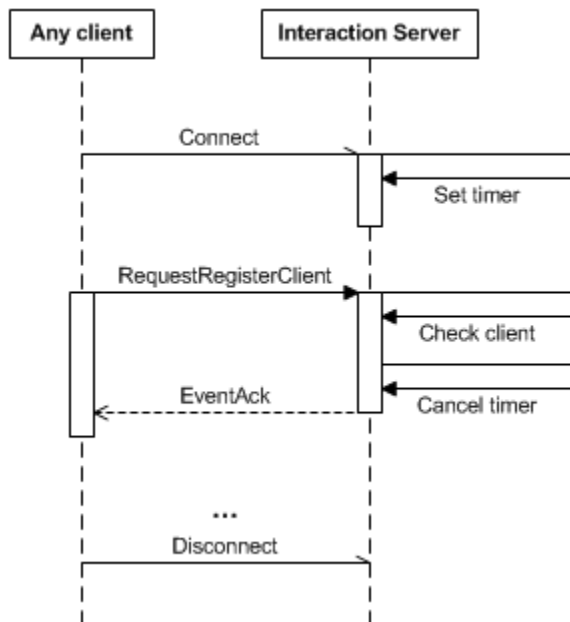 Any client
Interaction Server
Connect
Set timer
RequestRegisterClient
Check client
Cancel timer
EventAck
...
Disconnect